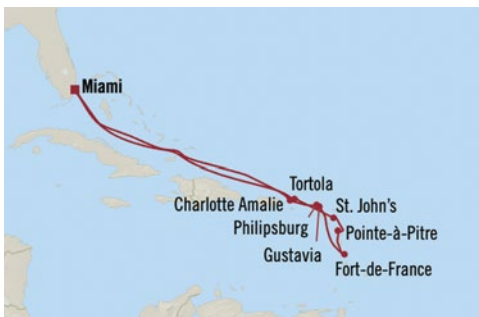 Miami
Tortola
Charlotte Amalie
St. John's
Philipsburg
Pointe-à-Pitre
Gustavia
Fort-de-France